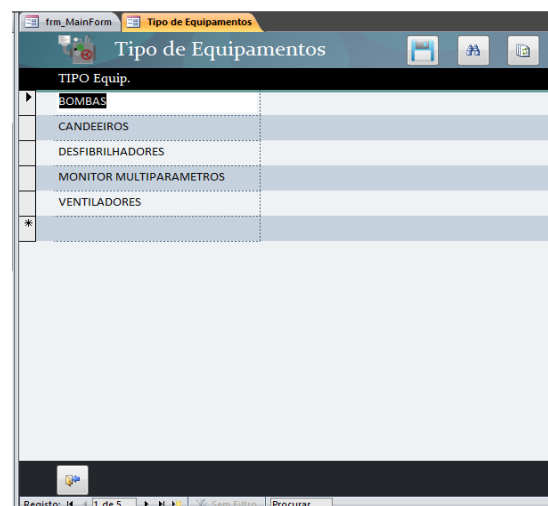 frm_MainForm Tipo de Equipamentos
Tipo de Equipamentos
TIPO Equip.
BOMBAS
CANDEEIROS
DESFIBRILHADORES
MONITOR MULTIPARAMETROS
VENTILADORES
Registo: 1 de 5 Sem Filtro Procurar